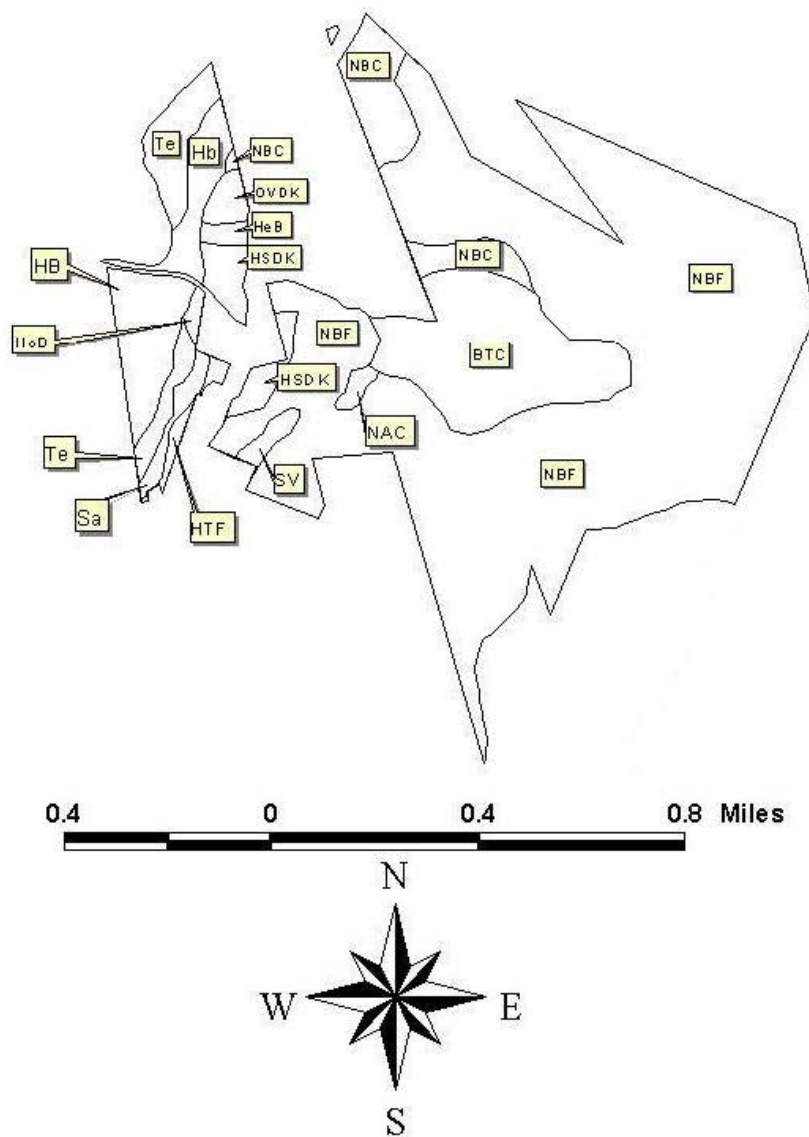 NBC
Te
Hb
NBC
OVDK
HeB
NBC
HB
HSDK
NBF
NBF
HSDK
BTC
NAC
Te
NBF
SV
Sa
HTF
0.4 0 0.4 0.8 Miles
N
W E
S